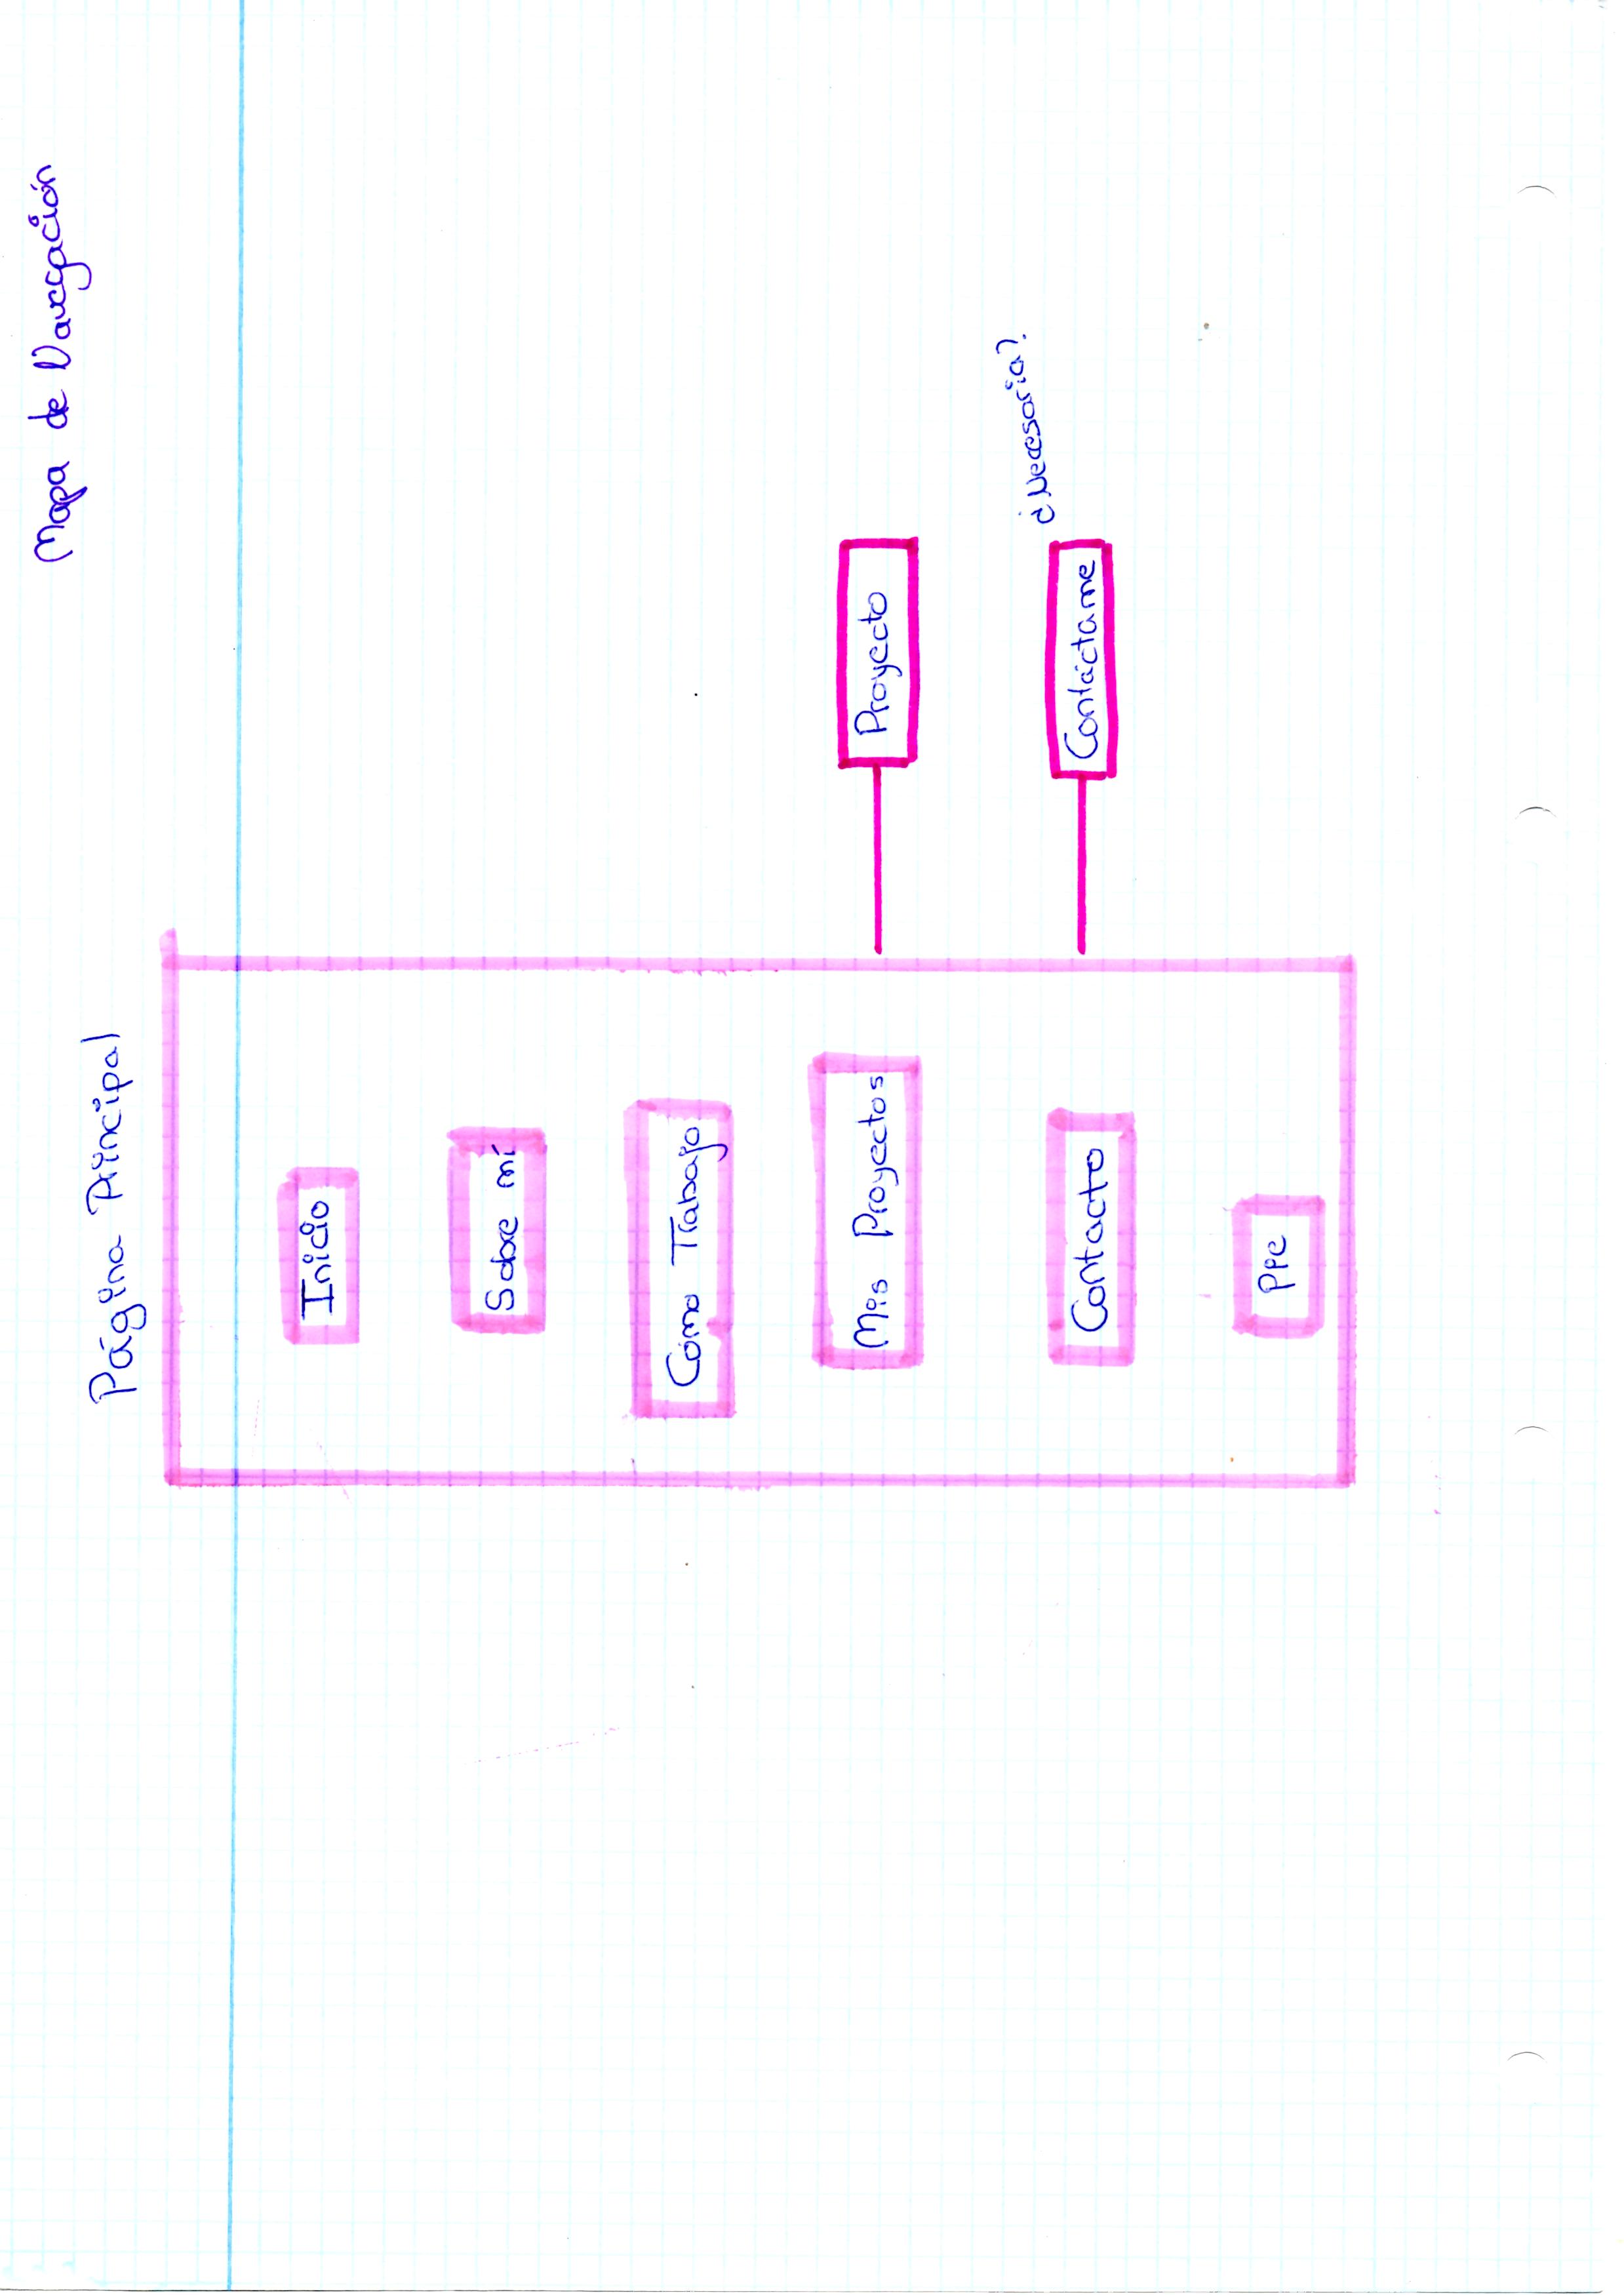 Mapa de Navegación
Página Principal
Inicio
Sobre mí
Cómo Trabajo
Mis Proyectos
Proyecto
¿Necesaria?
Contacto
Contáctame
Pie